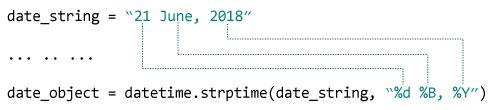 date_string = “21 June, 2018”
... .. ...
date_object = datetime.strptime(date_string, “%d %B, %Y”)